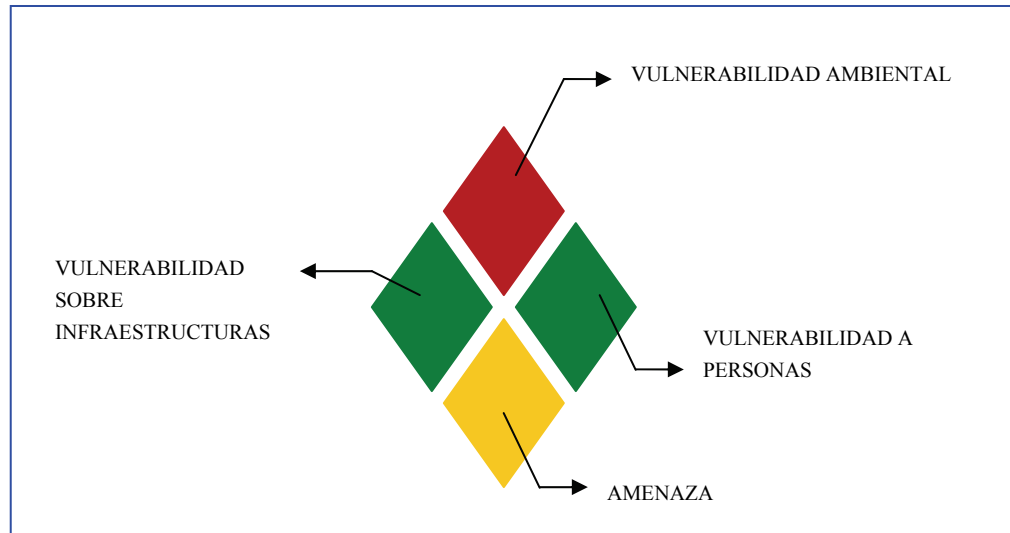 VULNERABILIDAD AMBIENTAL
VULNERABILIDAD
SOBRE
INFRAESTRUCTURAS
VULNERABILIDAD A
PERSONAS
AMENAZA